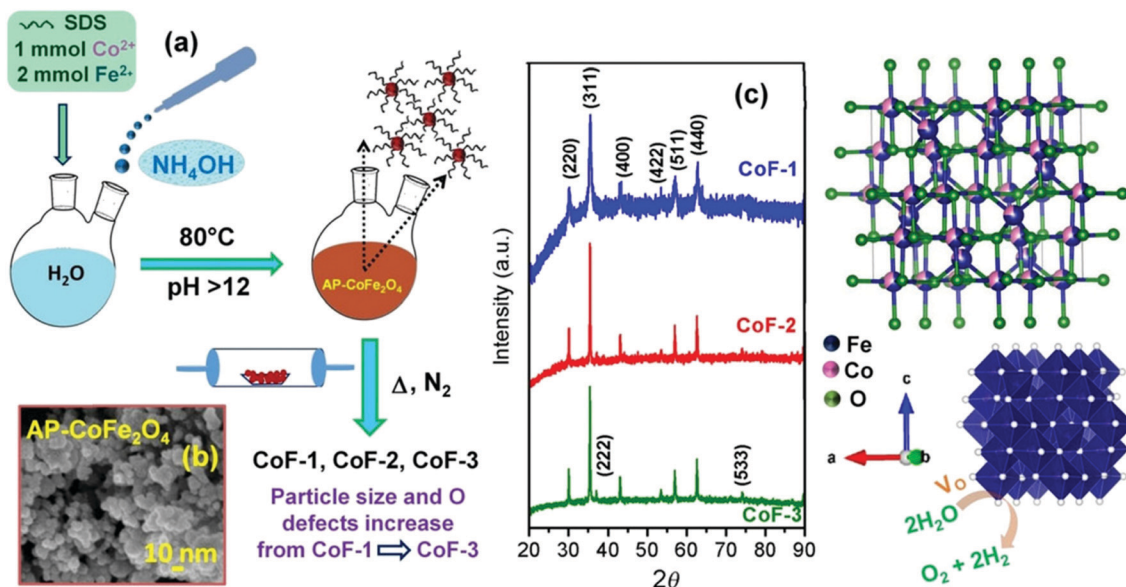 SDS
1 mmol Co²⁺
2 mmol Fe²⁺
(a)
NH₄OH
H₂O
80°C
pH >12
AP-CoFe₂O₄
Δ, N₂
AP-CoFe₂O₄
(b)
10 nm
CoF-1, CoF-2, CoF-3
Particle size and O
defects increase
from CoF-1 ⇨ CoF-3
(c)
Intensity (a.u.)
(220)
(311)
(400)
(422)
(511)
(440)
CoF-1
CoF-2
(222)
(533)
CoF-3
20 30 40 50 60 70 80 90
2θ
Fe
Co
O
c
a
b
Vo
2H₂O
O₂ + 2H₂